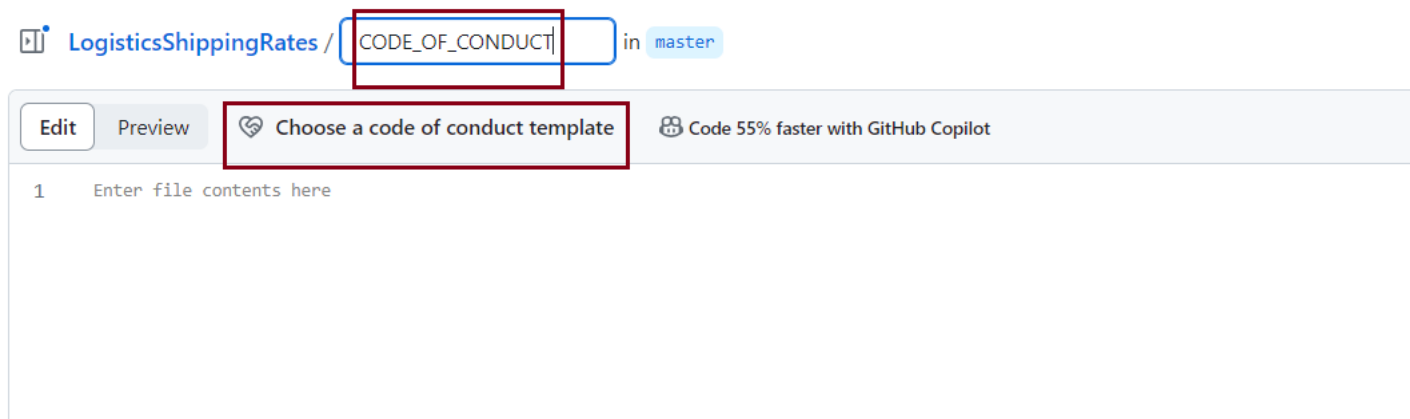 LogisticsShippingRates / CODE_OF_CONDUCT in master
Edit Preview Choose a code of conduct template Code 55% faster with GitHub Copilot
1 Enter file contents here